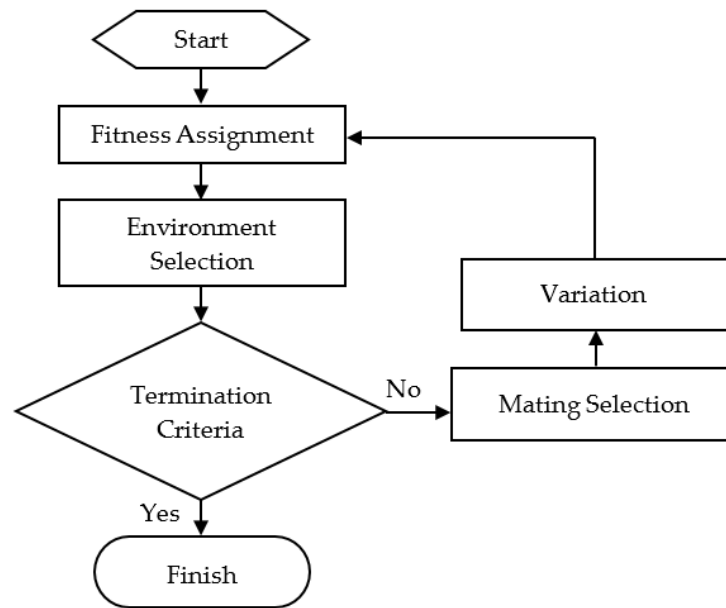 Start
Fitness Assignment
Environment
Selection
Variation
Termination
Criteria
No
Mating Selection
Yes
Finish